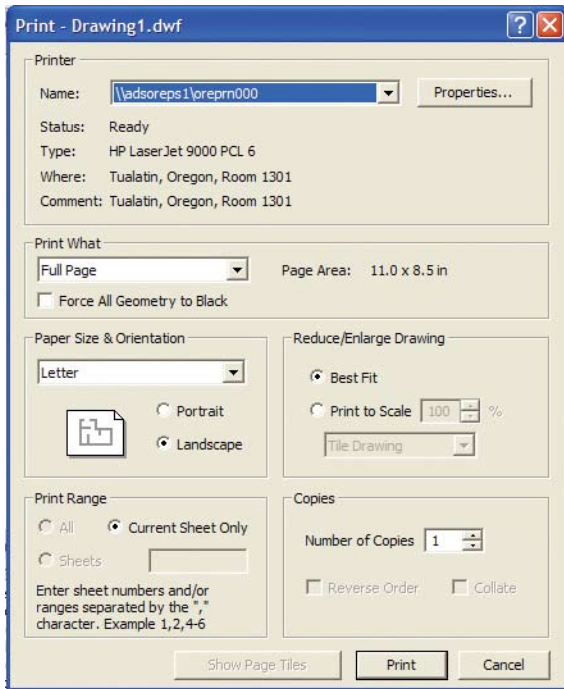 Print - Drawing1.dwf
Printer
Name: \\adsoreps1\oreprn000 Properties...
Status: Ready
Type: HP LaserJet 9000 PCL 6
Where: Tualatin, Oregon, Room 1301
Comment: Tualatin, Oregon, Room 1301
Print What
Full Page Page Area: 11.0 x 8.5 in
Force All Geometry to Black
Paper Size & Orientation
Letter
Portrait
Landscape
Reduce/Enlarge Drawing
Best Fit
Print to Scale 100 %
Tile Drawing
Print Range
All Current Sheet Only
Sheets
Enter sheet numbers and/or
ranges separated by the ","
character. Example 1,2,4-6
Copies
Number of Copies 1
Reverse Order Collate
Show Page Tiles Print Cancel